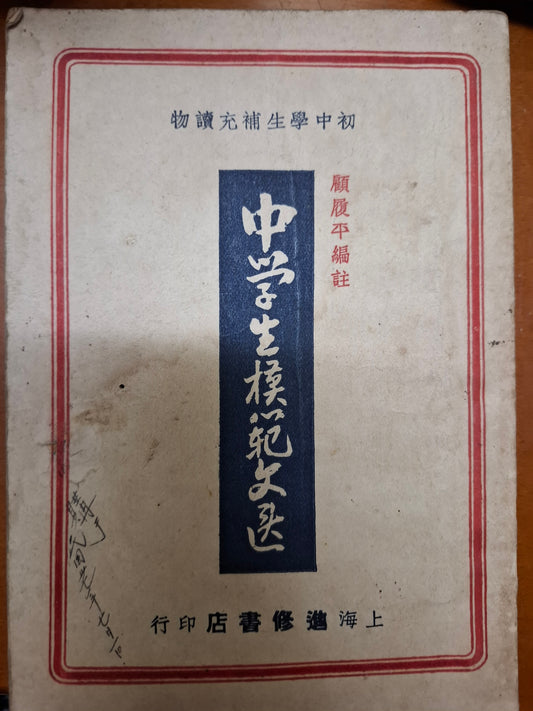 初中學生補充讀物
顧履平編註
中学生模范文选
上海進修書店印行